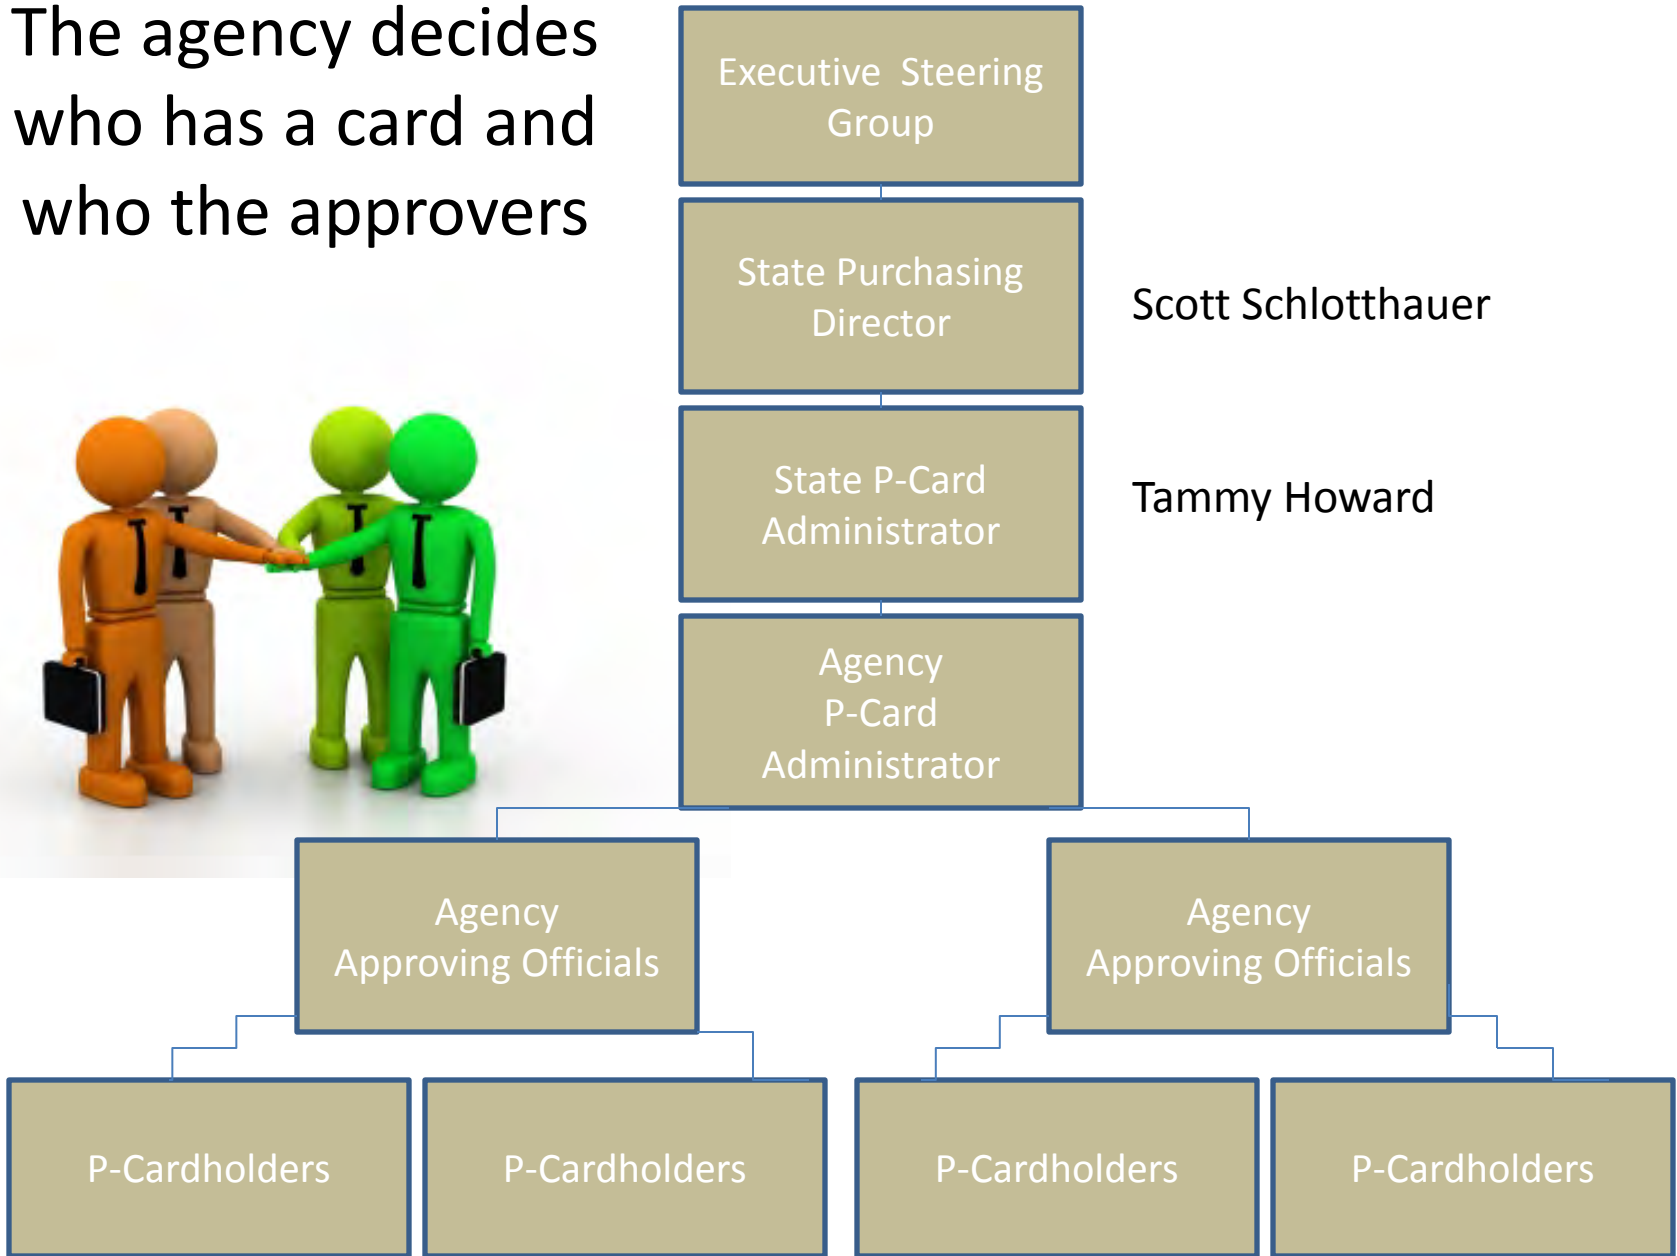 The agency decides
who has a card and
who the approvers
Executive Steering
Group
State Purchasing
Director
Scott Schlotthauer
State P-Card
Administrator
Tammy Howard
Agency
P-Card
Administrator
Agency
Approving Officials
Agency
Approving Officials
P-Cardholders
P-Cardholders
P-Cardholders
P-Cardholders